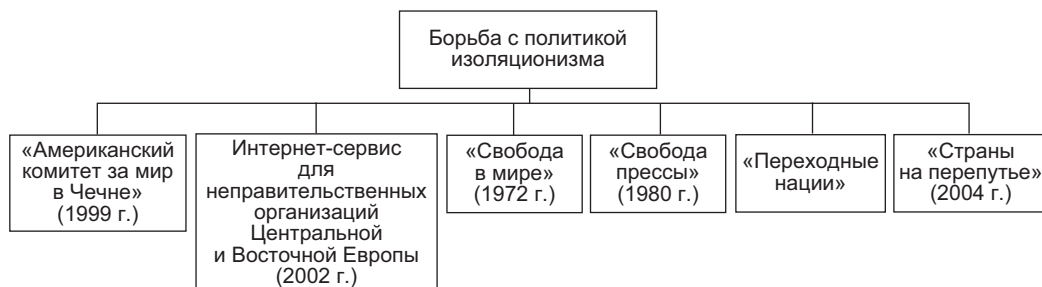 Борьба с политикой
изоляционизма
«Американский
комитет за мир
в Чечне»
(1999 г.)
Интернет-сервис
для
неправительственных
организаций
Центральной
и Восточной Европы
(2002 г.)
«Свобода
в мире»
(1972 г.)
«Свобода
прессы»
(1980 г.)
«Переходные
нации»
«Страны
на перепутье»
(2004 г.)